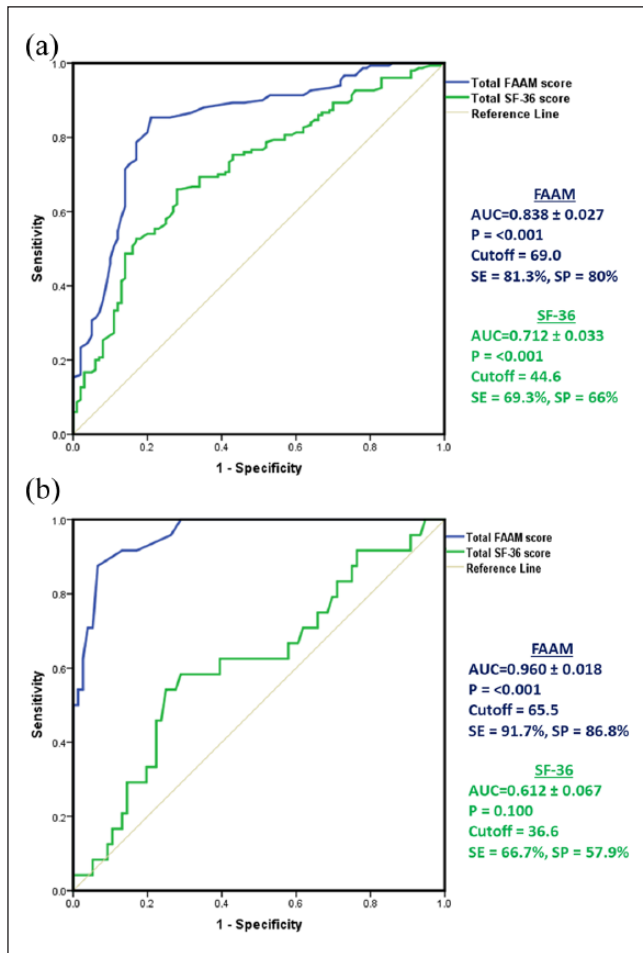 (a)
Total FAAM score
Total SF-36 score
Reference Line
1.0
0.8
0.6
0.4
0.2
0.0
Sensitivity
0.0 0.2 0.4 0.6 0.8 1.0
1 - Specificity
FAAM
AUC=0.838 ± 0.027
P = <0.001
Cutoff = 69.0
SE = 81.3%, SP = 80%
SF-36
AUC=0.712 ± 0.033
P = <0.001
Cutoff = 44.6
SE = 69.3%, SP = 66%
(b)
Total FAAM score
Total SF-36 score
Reference Line
1.0
0.8
0.6
0.4
0.2
0.0
Sensitivity
0.0 0.2 0.4 0.6 0.8 1.0
1 - Specificity
FAAM
AUC=0.960 ± 0.018
P = <0.001
Cutoff = 65.5
SE = 91.7%, SP = 86.8%
SF-36
AUC=0.612 ± 0.067
P = 0.100
Cutoff = 36.6
SE = 66.7%, SP = 57.9%